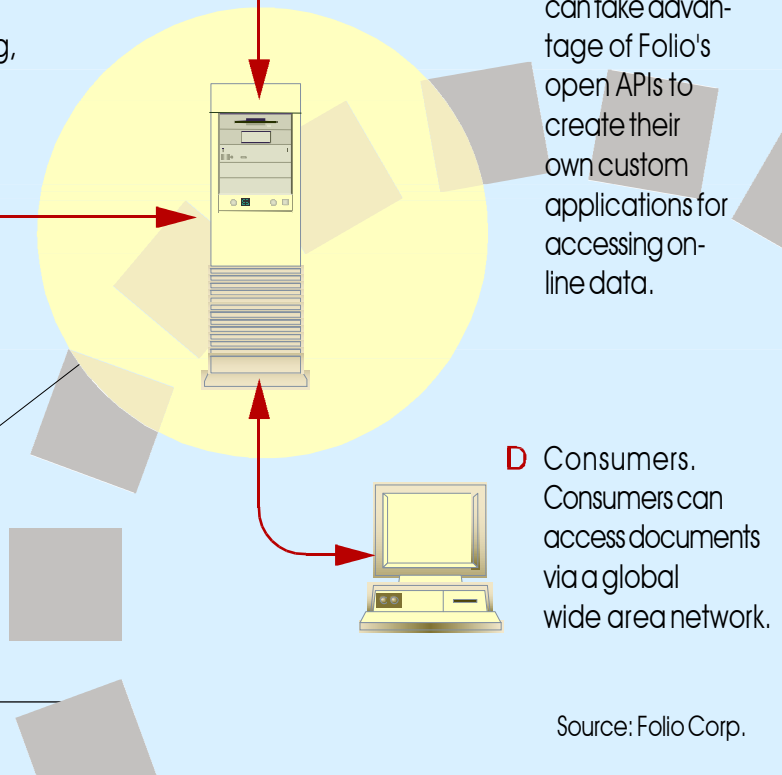 g,
can take advan-
tage of Folio's
open APIs to
create their
own custom
applications for
accessing on-
line data.
D Consumers.
Consumers can
access documents
via a global
wide area network.
Source: Folio Corp.